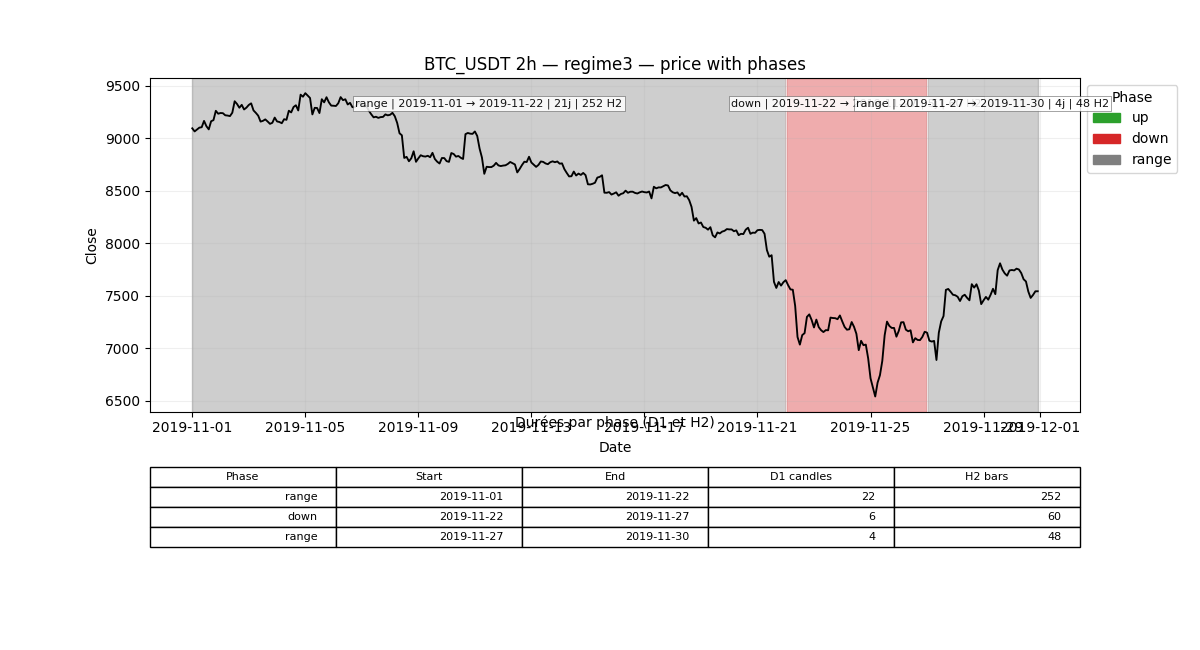 BTC_USDT 2h — regime3 — price with phases
9500
9000
8500
8000
7500
7000
6500
Close
range | 2019-11-01 → 2019-11-22 | 21j | 252 H2
down | 2019-11-22 →
range | 2019-11-27 → 2019-11-30 | 4j | 48 H2
Phase
up
down
range
2019-11-01 2019-11-05 2019-11-09 2019-11-13 2019-11-17 2019-11-21 2019-11-25 2019-11-29 2019-12-01
Durées par phase (D1 et H2)
Date
Phase Start End D1 candles H2 bars
range 2019-11-01 2019-11-22 22 252
down 2019-11-22 2019-11-27 6 60
range 2019-11-27 2019-11-30 4 48